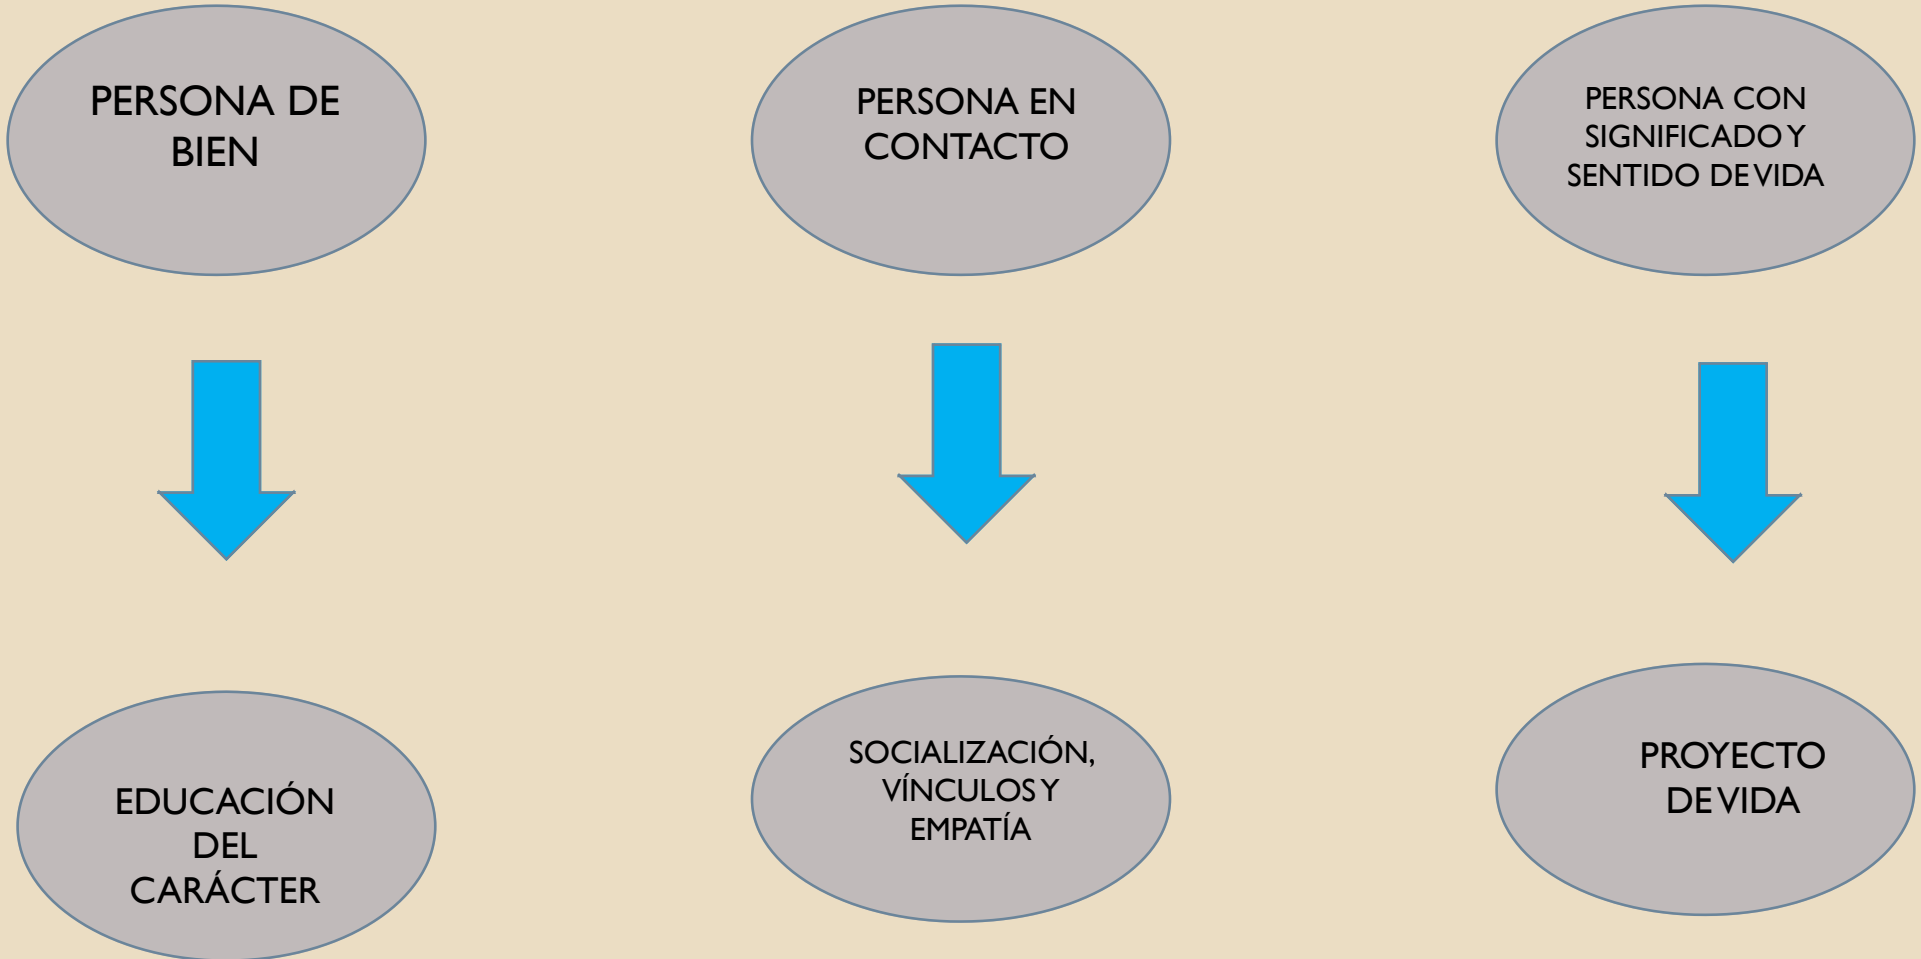 PERSONA DE
BIEN
PERSONA EN
CONTACTO
PERSONA CON
SIGNIFICADO Y
SENTIDO DE VIDA
EDUCACIÓN
DEL
CARÁCTER
SOCIALIZACIÓN,
VÍNCULOS Y
EMPATÍA
PROYECTO
DE VIDA